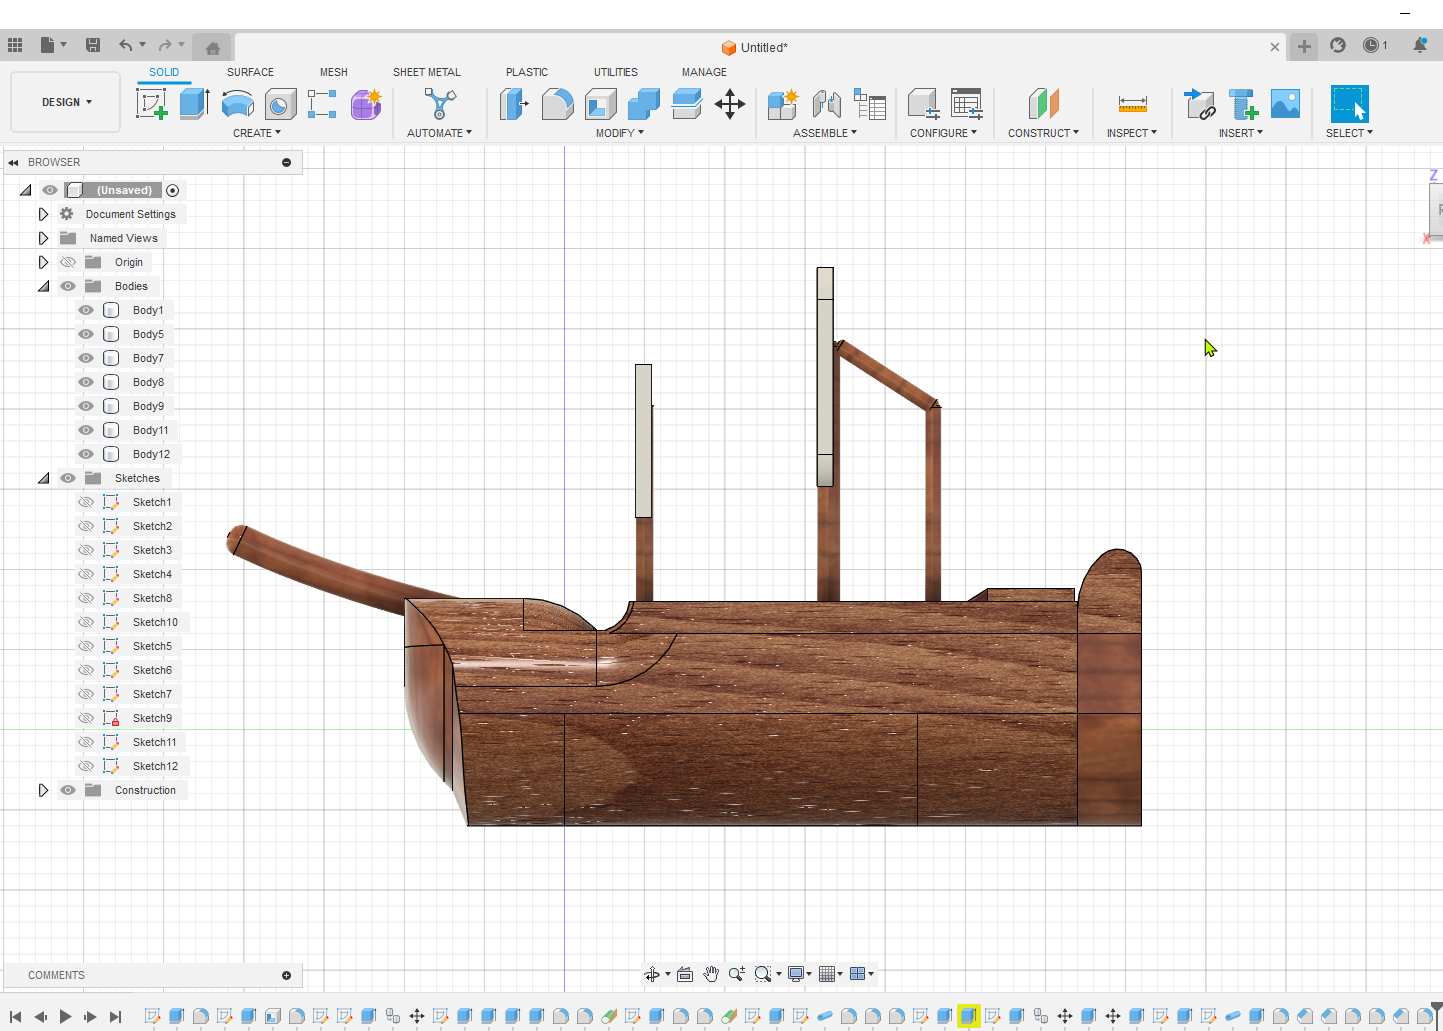 Untitled*
1
SOLID SURFACE MESH SHEET METAL PLASTIC UTILITIES MANAGE
DESIGN
CREATE AUTOMATE MODIFY ASSEMBLE CONFIGURE CONSTRUCT INSPECT INSERT SELECT
BROWSER
(Unsaved)
Document Settings
Named Views
Origin
Bodies
Body1
Body5
Body7
Body8
Body9
Body11
Body12
Sketches
Sketch1
Sketch2
Sketch3
Sketch4
Sketch8
Sketch10
Sketch5
Sketch6
Sketch7
Sketch9
Sketch11
Sketch12
Construction
Z
X
COMMENTS